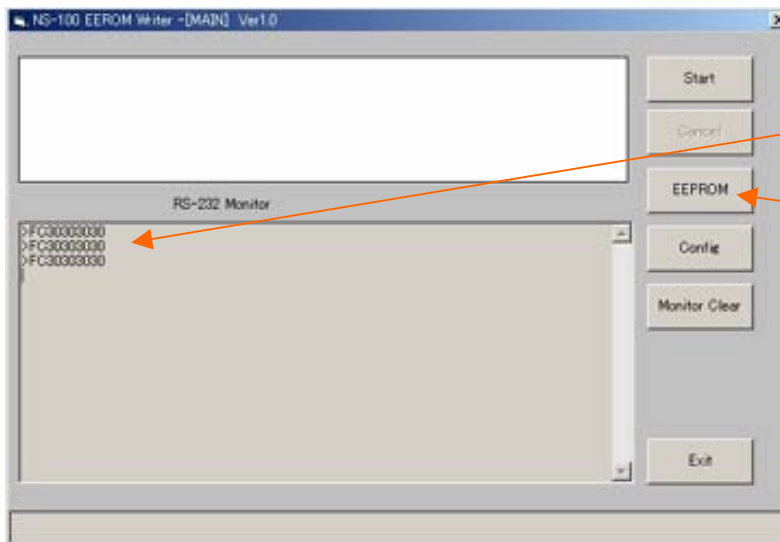 NS-100 EEROM Writer -[MAIN] Ver1.0
Start
Cancel
EEPROM
RS-232 Monitor
>FC30303030
>FC30303030
>FC30303030
Config
Monitor Clear
Exit